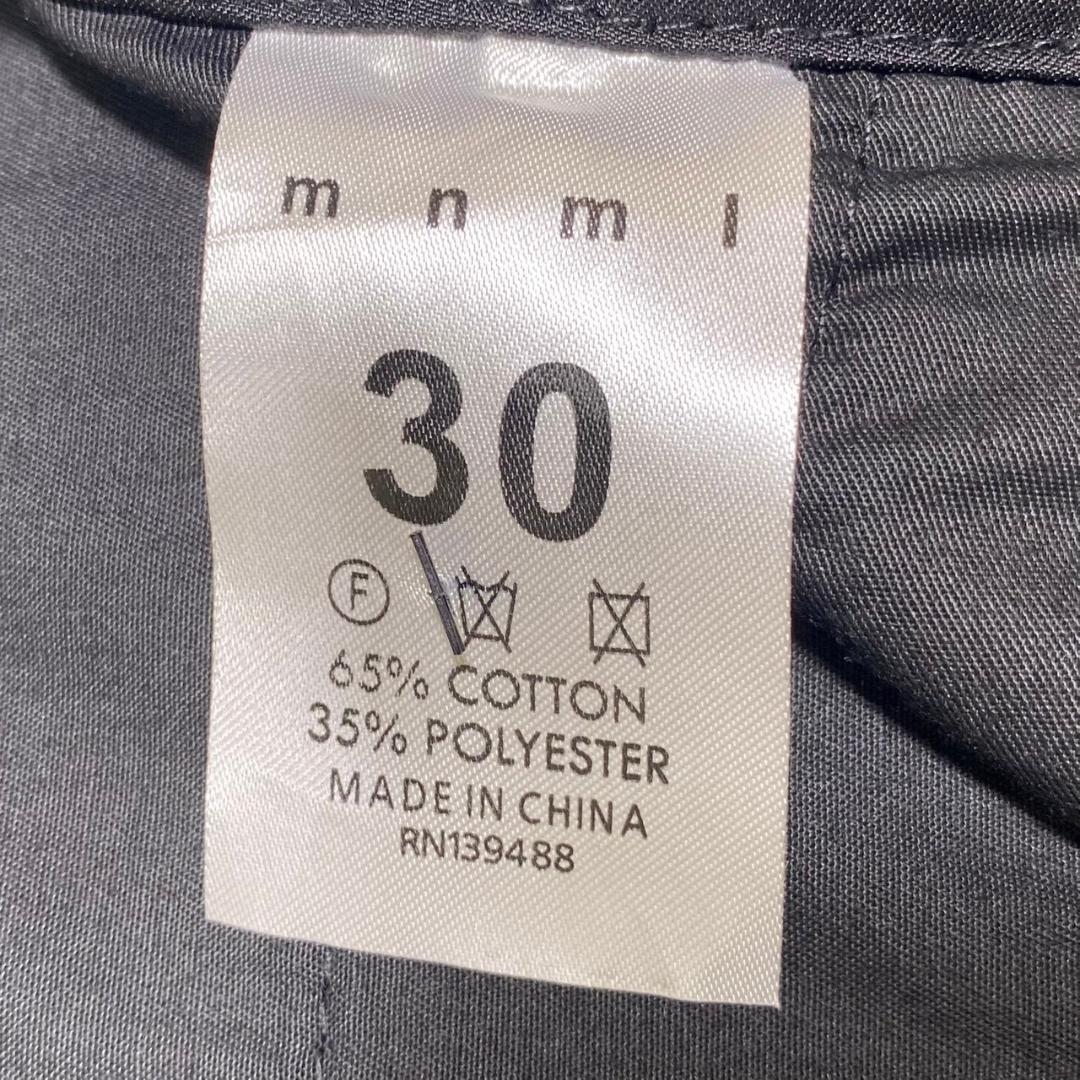 m n m l
30
F
65% COTTON
35% POLYESTER
MADE IN CHINA
RN139488